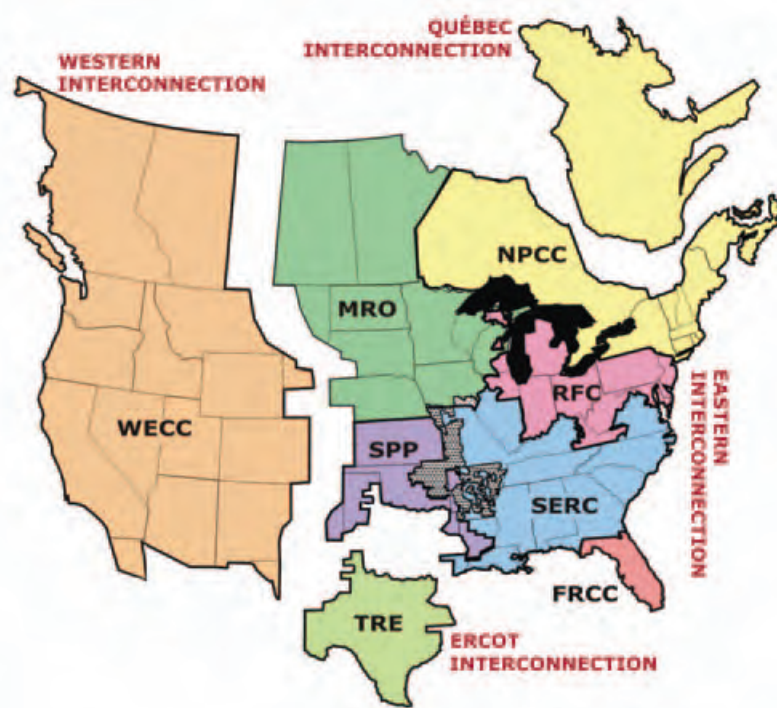 QUÉBEC
INTERCONNECTION
WESTERN
INTERCONNECTION
NPCC
MRO
RFC
EASTERN
INTERCONNECTION
WECC
SPP
SERC
FRCC
TRE
ERCOT
INTERCONNECTION